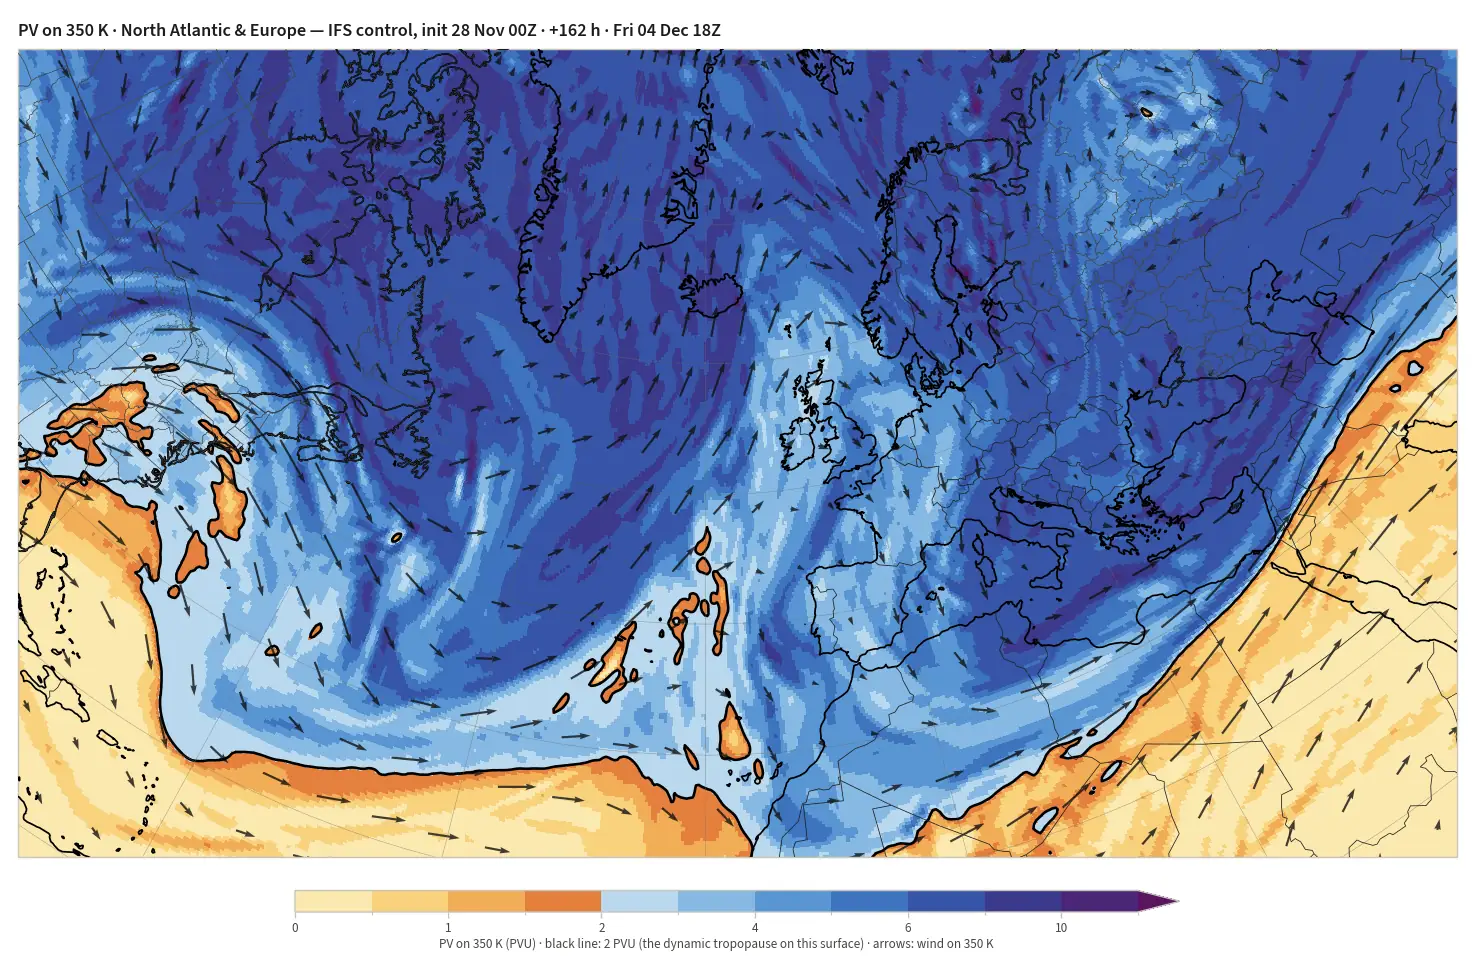 PV on 350 K · North Atlantic & Europe — IFS control, init 28 Nov 00Z · +162 h · Fri 04 Dec 18Z
0 1 2 4 6 10
PV on 350 K (PVU) · black line: 2 PVU (the dynamic tropopause on this surface) · arrows: wind on 350 K